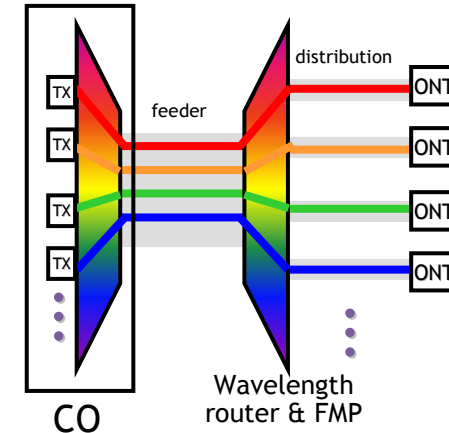 distribution
feeder
TX
TX
TX
TX
ONT
ONT
ONT
ONT
Wavelength
router & FMP
CO